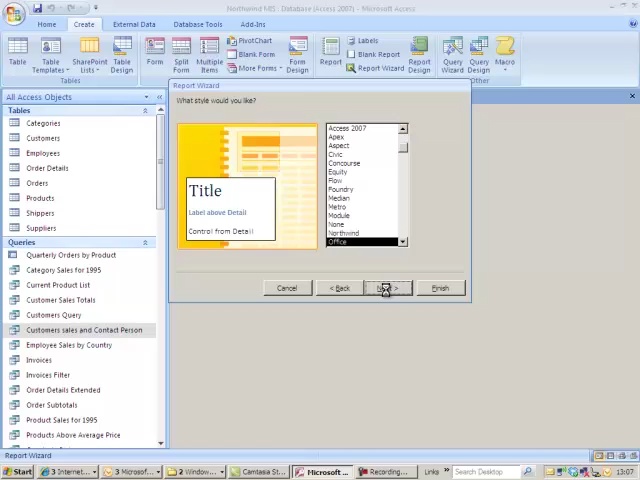 Northwind ME : Database (Access 2007) - Microsoft Access
Home
Create
External Data
Database Tools
Add-Ins
Table
Table Templates
SharePoint Lists
Table Design
Tables
Form
Split Form
Multiple Items
PivotChart
Blank Form
More Forms
Form Design
Report
Labels
Blank Report
Report Wizard
Report Design
Query Wizard
Query Design
Macro
All Access Objects
Tables
Categories
Customers
Employees
Order Details
Orders
Products
Shippers
Suppliers
Queries
Quarterly Orders by Product
Category Sales for 1995
Current Product List
Customer Sales Totals
Customers Query
Customers sales and Contact Person
Employee Sales by Country
Invoices
Invoices Filter
Order Details Extended
Order Subtotals
Product Sales for 1995
Products Above Average Price
Report Wizard
What style would you like?
Title
Label above Detail
Control from Detail
Access 2007
Apex
Aspect
Civic
Concourse
Equity
Flow
Foundry
Median
Metro
Module
None
Northwind
Office
Cancel
< Back
Finish
Report Wizard
Start
3 Internet...
3 Microsof...
2 Window...
Camtasia St...
Microsoft ...
Recording...
Links
Search Desktop
13:07